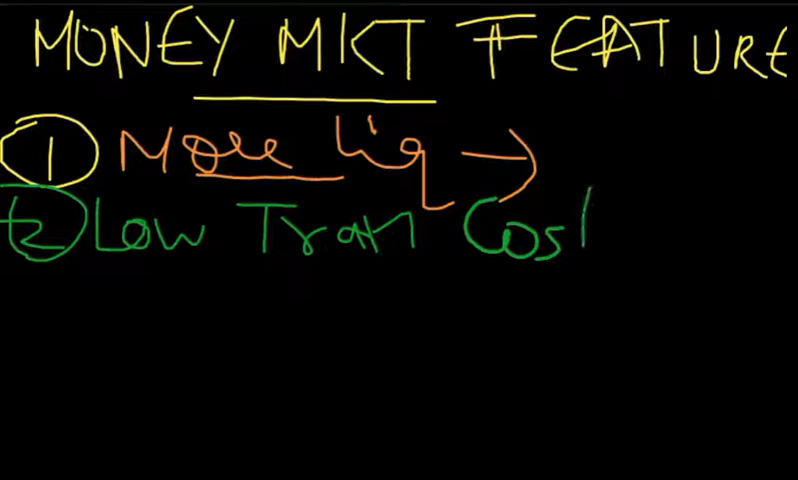 MONEY MKT FEATURE
① More liq →
② Low Tran Cost